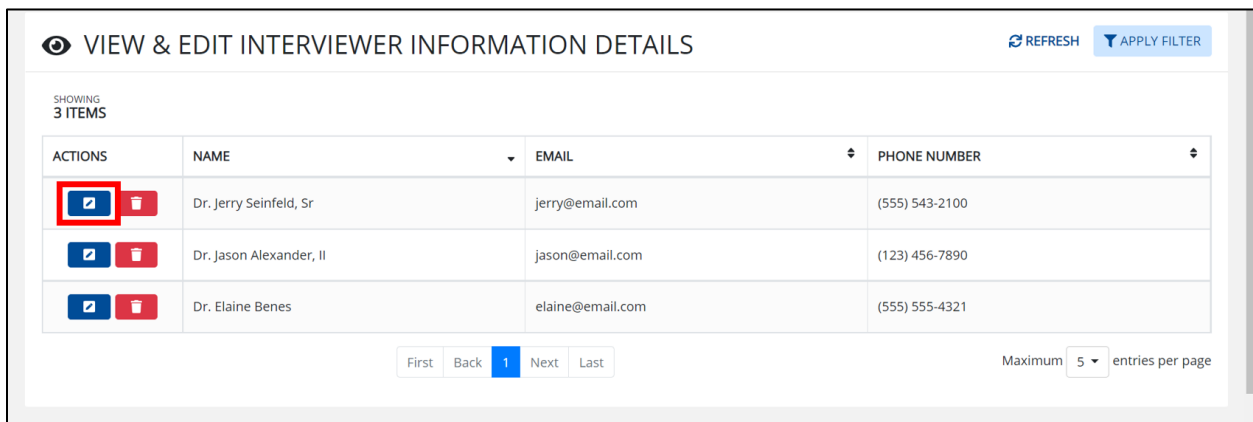 VIEW & EDIT INTERVIEWER INFORMATION DETAILS
REFRESH
APPLY FILTER
SHOWING
3 ITEMS
ACTIONS NAME EMAIL PHONE NUMBER
Dr. Jerry Seinfeld, Sr jerry@email.com (555) 543-2100
Dr. Jason Alexander, II jason@email.com (123) 456-7890
Dr. Elaine Benes elaine@email.com (555) 555-4321
First Back 1 Next Last Maximum 5 entries per page